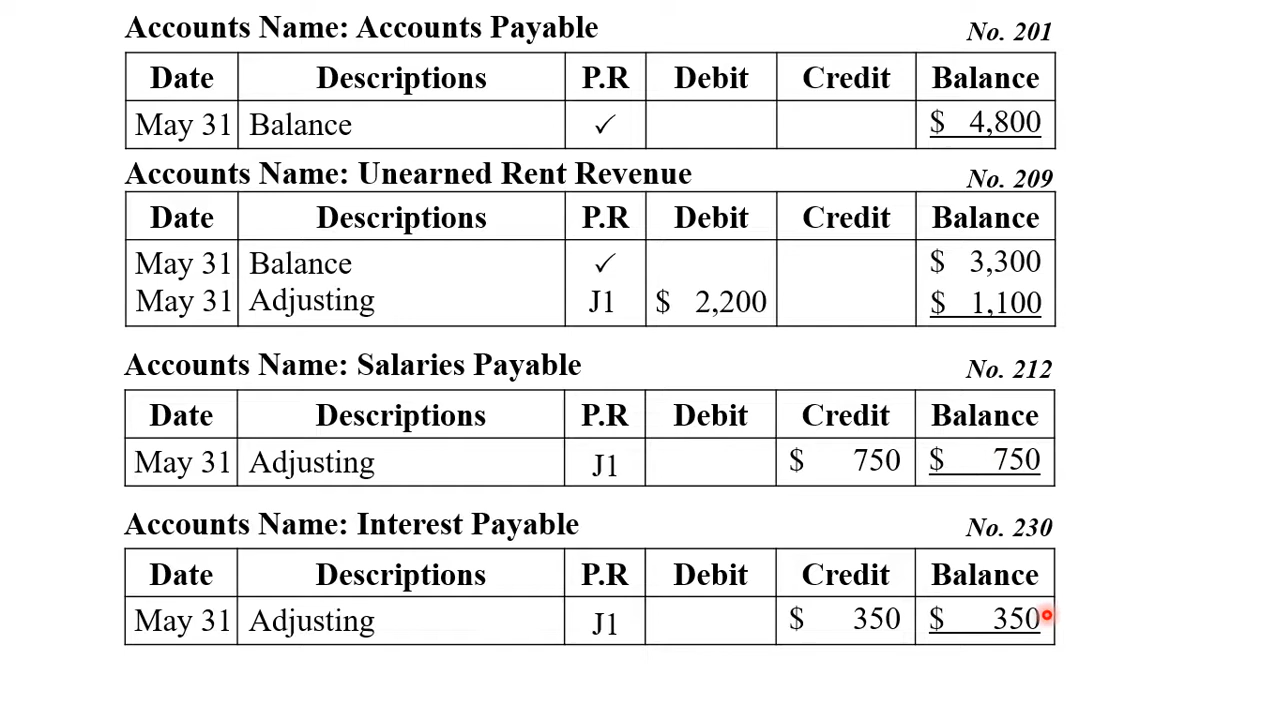 Accounts Name: Accounts Payable No. 201
Date Descriptions P.R Debit Credit Balance
May 31 Balance ✓ $ 4,800
Accounts Name: Unearned Rent Revenue No. 209
Date Descriptions P.R Debit Credit Balance
May 31 Balance ✓ $ 3,300
May 31 Adjusting J1 $ 2,200 $ 1,100
Accounts Name: Salaries Payable No. 212
Date Descriptions P.R Debit Credit Balance
May 31 Adjusting J1 $ 750 $ 750
Accounts Name: Interest Payable No. 230
Date Descriptions P.R Debit Credit Balance
May 31 Adjusting J1 $ 350 $ 350